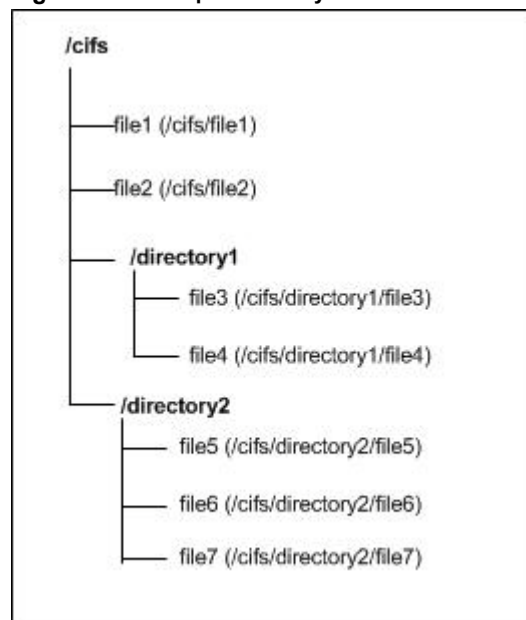 /cifs
file1 (/cifs/file1)
file2 (/cifs/file2)
/directory1
file3 (/cifs/directory1/file3)
file4 (/cifs/directory1/file4)
/directory2
file5 (/cifs/directory2/file5)
file6 (/cifs/directory2/file6)
file7 (/cifs/directory2/file7)